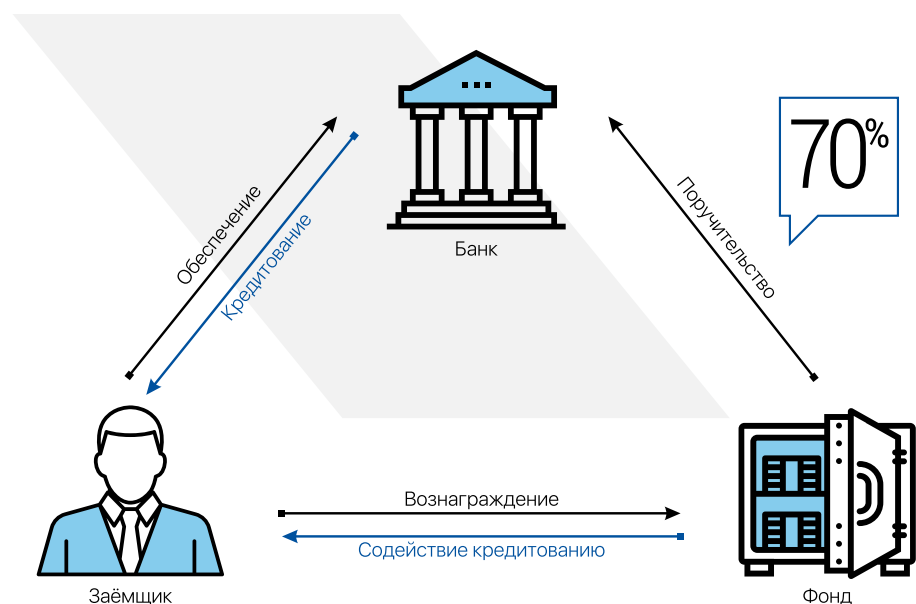 70%
Обеспечение
Кредитование
Поручительство
Банк
Вознаграждение
Содействие кредитованию
Заёмщик
Фонд